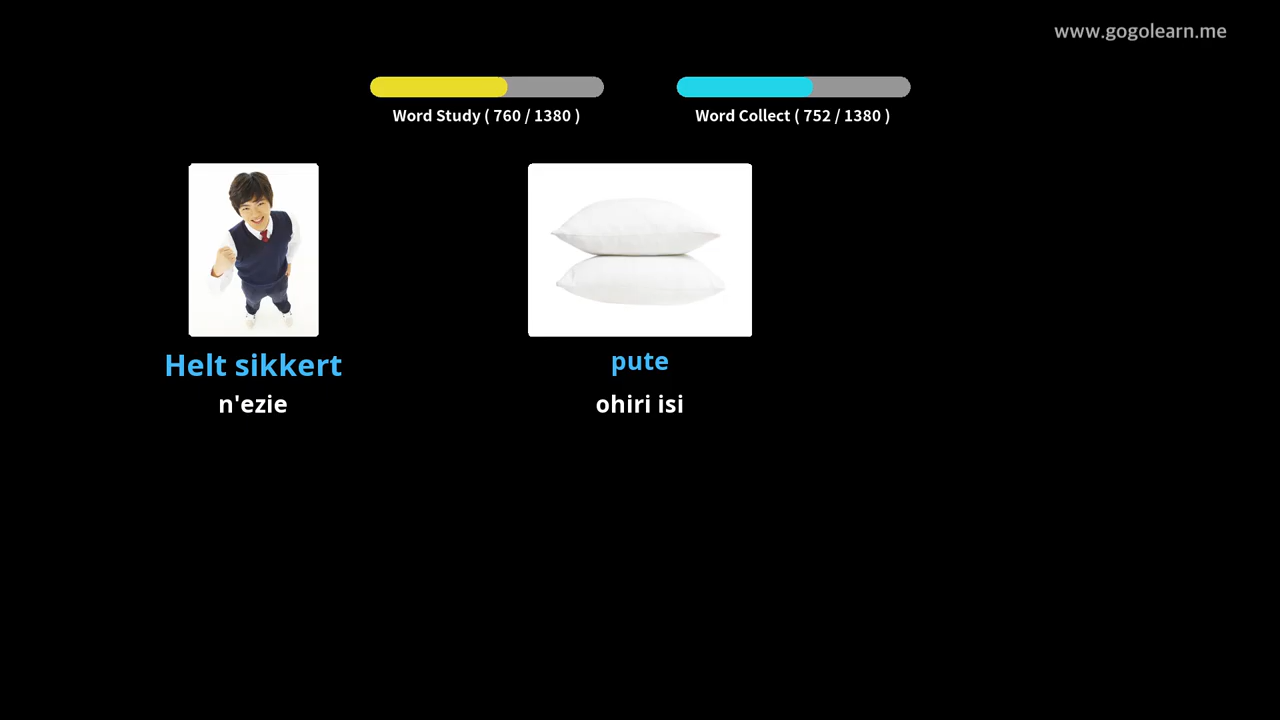 www.gogolearn.me
Word Study ( 760 / 1380 )
Word Collect ( 752 / 1380 )
Helt sikkert
n'ezie
pute
ohiri isi